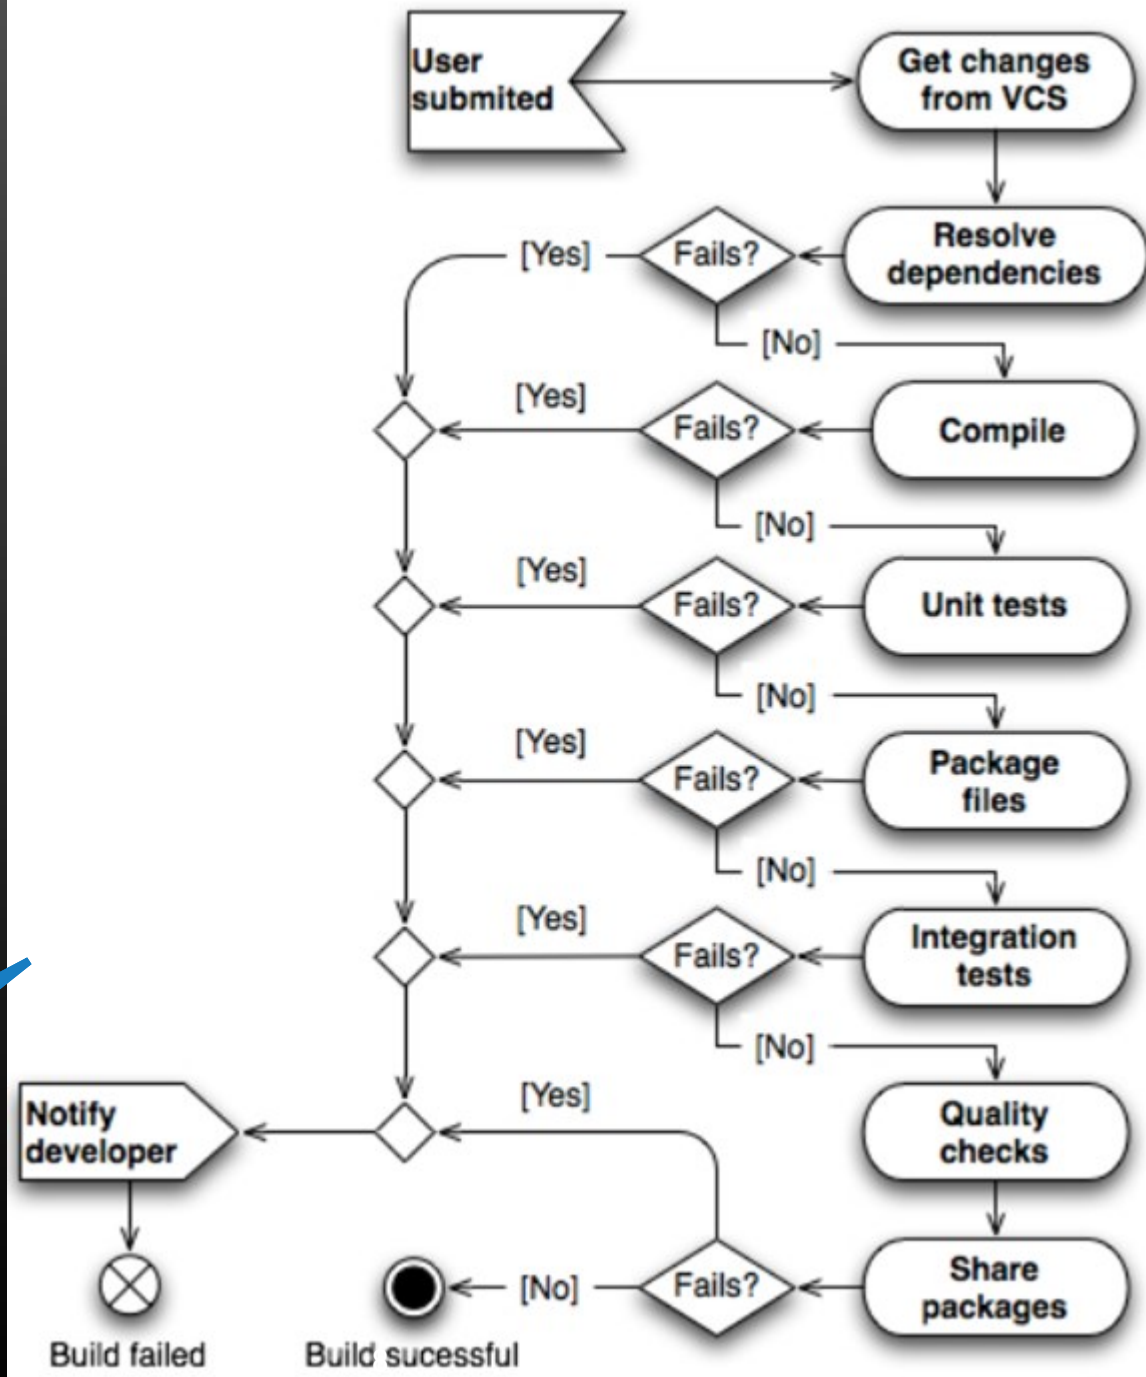 User
submited
Get changes
from VCS
Resolve
dependencies
Fails?
[Yes]
[No]
Compile
Fails?
[Yes]
[No]
Unit tests
Fails?
[Yes]
[No]
Package
files
Fails?
[Yes]
[No]
Integration
tests
Fails?
[Yes]
[No]
Quality
checks
Share
packages
Fails?
[Yes]
[No]
Notify
developer
Build failed
Build sucessful